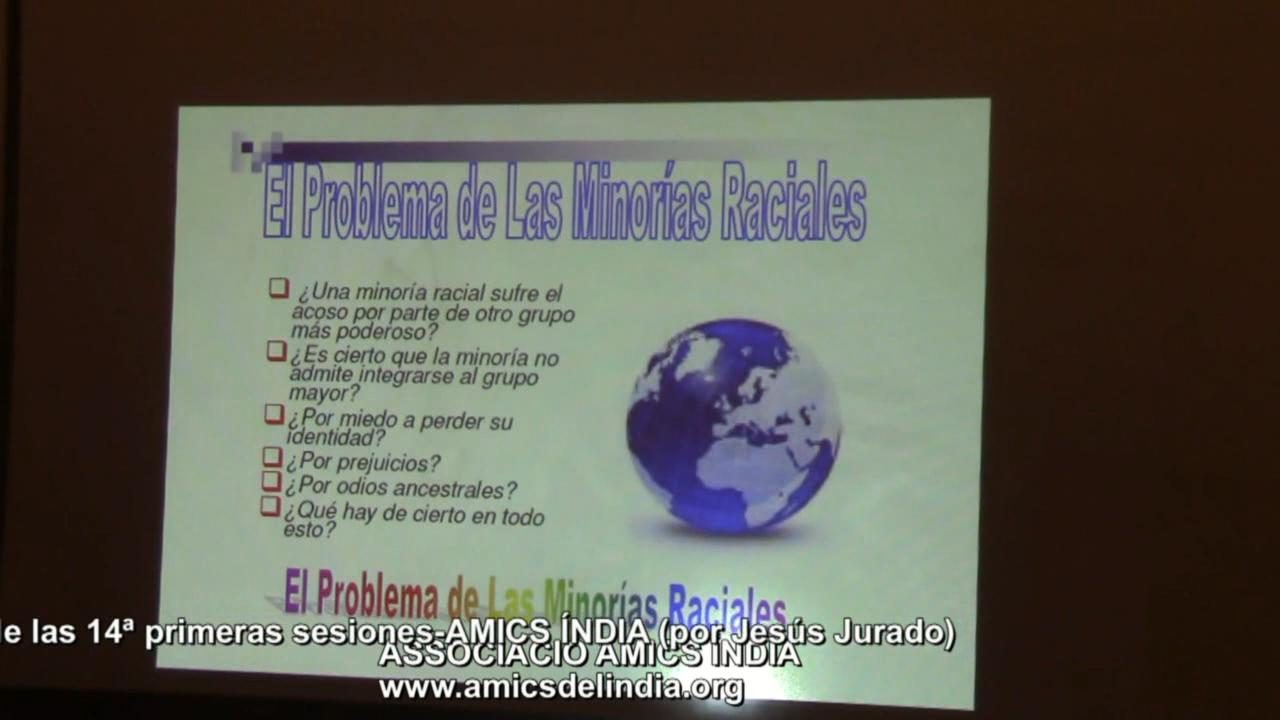 El Problema de Las Minorías Raciales
¿Una minoría racial sufre el
acoso por parte de otro grupo
más poderoso?
¿Es cierto que la minoría no
admite integrarse al grupo
mayor?
¿Por miedo a perder su
identidad?
¿Por prejuicios?
¿Por odios ancestrales?
¿Qué hay de cierto en todo
esto?
El Problema de Las Minorías Raciales
de las 14ª primeras sesiones-AMICS ÍNDIA (por Jesús Jurado)
ASSOCIACIÓ AMICS ÍNDIA
www.amicsdelindia.org